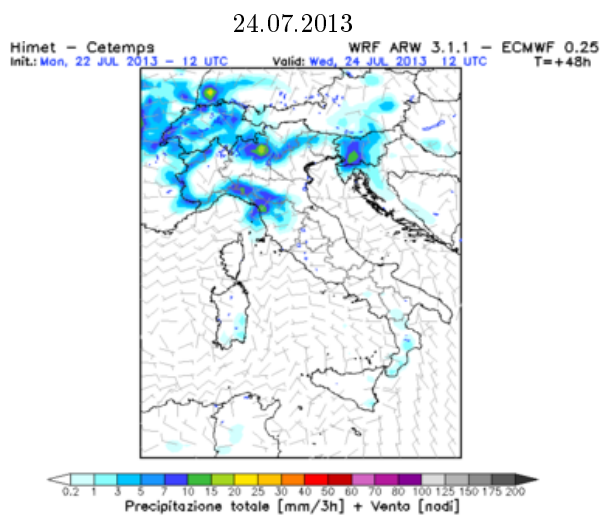 24.07.2013
Himet - Cetemps WRF ARW 3.1.1 - ECMWF 0.25
Init.: Mon, 22 JUL 2013 - 12 UTC Valid: Wed, 24 JUL 2013 12 UTC T=+48h
0.2 1 3 5 7 10 15 20 25 30 40 50 60 70 80 100 125 150 175 200
Precipitazione totale [mm/3h] + Vento [nodi]